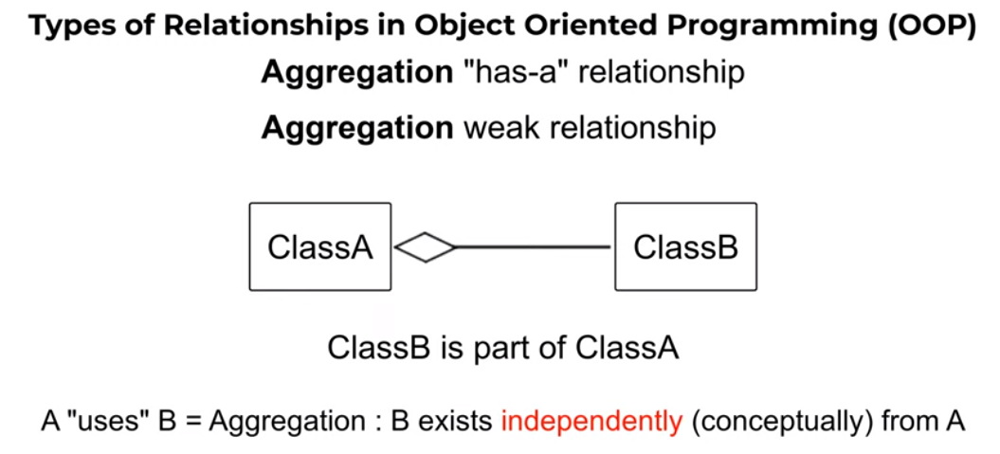 Types of Relationships in Object Oriented Programming (OOP)
Aggregation "has-a" relationship
Aggregation weak relationship
ClassA
ClassB
ClassB is part of ClassA
A "uses" B = Aggregation : B exists independently (conceptually) from A